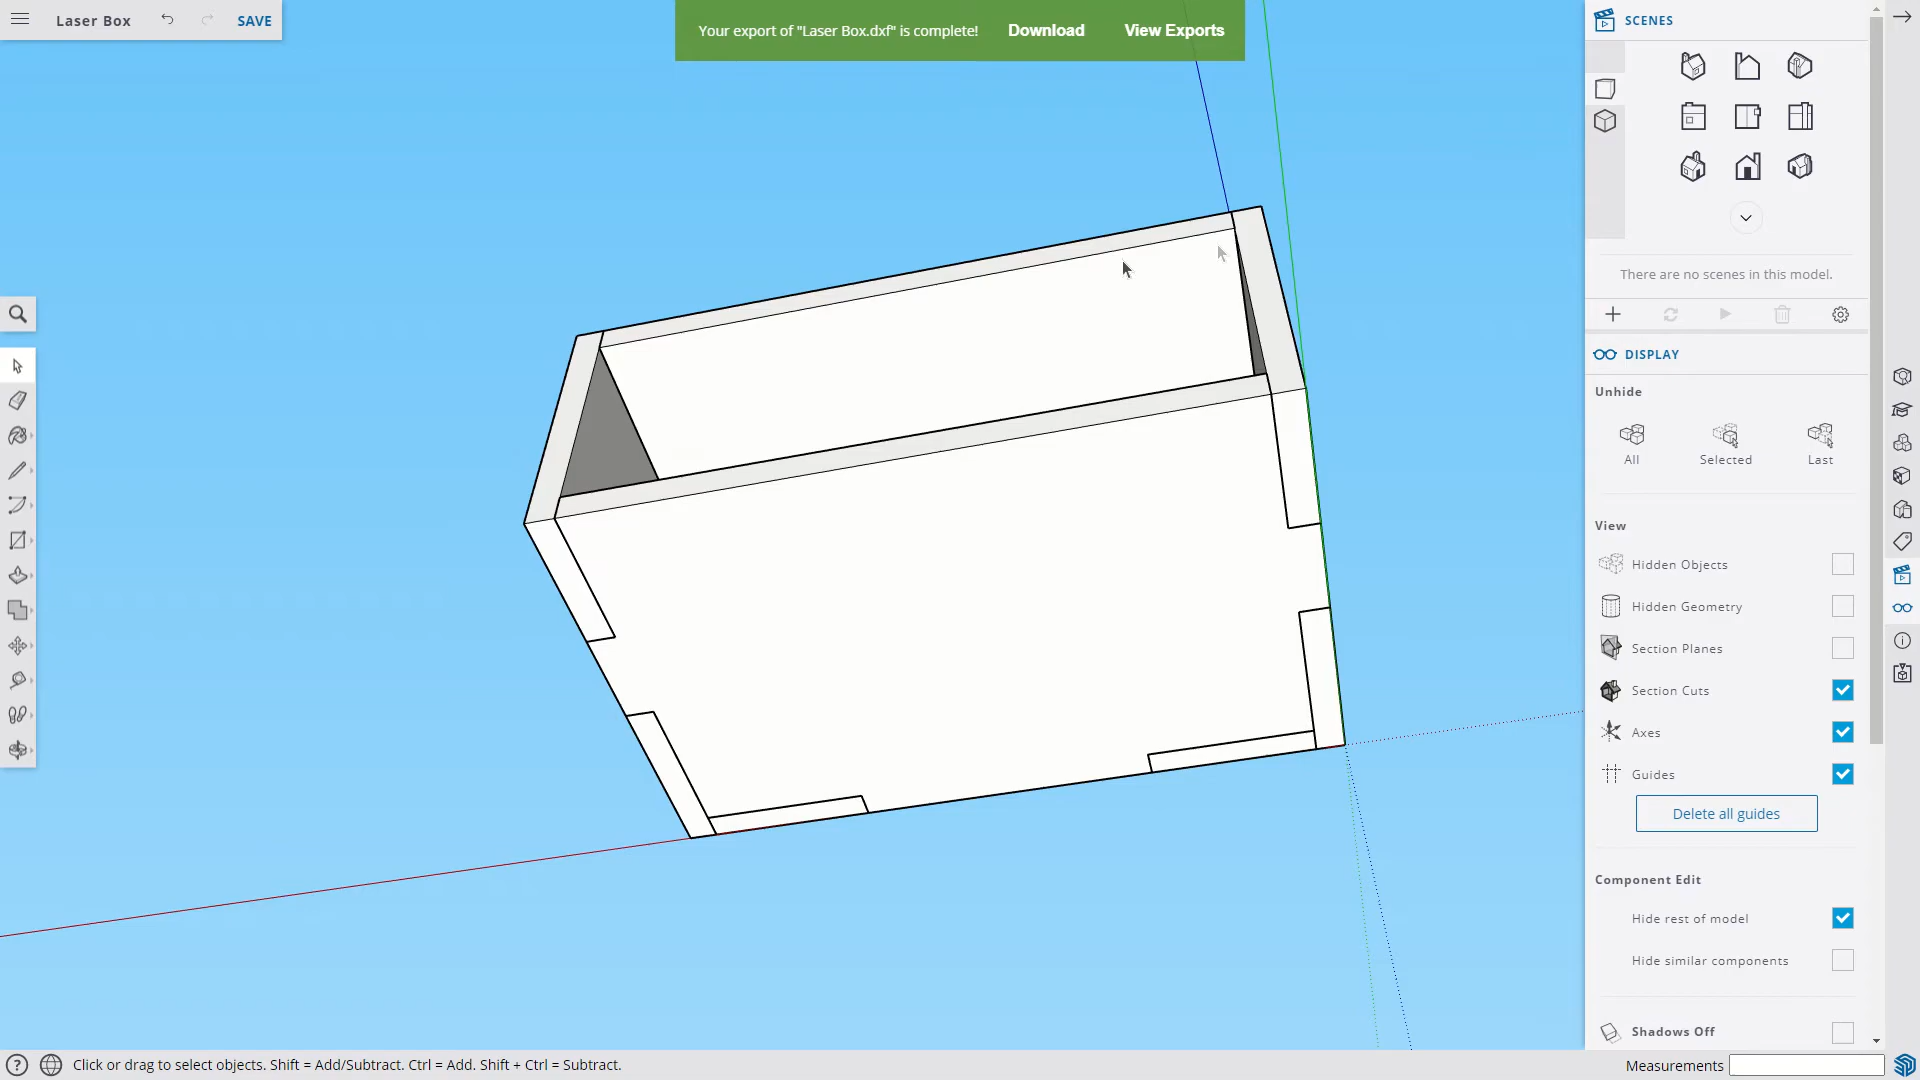 Laser Box
SAVE
Your export of "Laser Box.dxf" is complete!
Download
View Exports
SCENES
There are no scenes in this model.
DISPLAY
Unhide
All
Selected
Last
View
Hidden Objects
Hidden Geometry
Section Planes
Section Cuts
Axes
Guides
Delete all guides
Component Edit
Hide rest of model
Hide similar components
Shadows Off
Click or drag to select objects. Shift = Add/Subtract. Ctrl = Add. Shift + Ctrl = Subtract.
Measurements